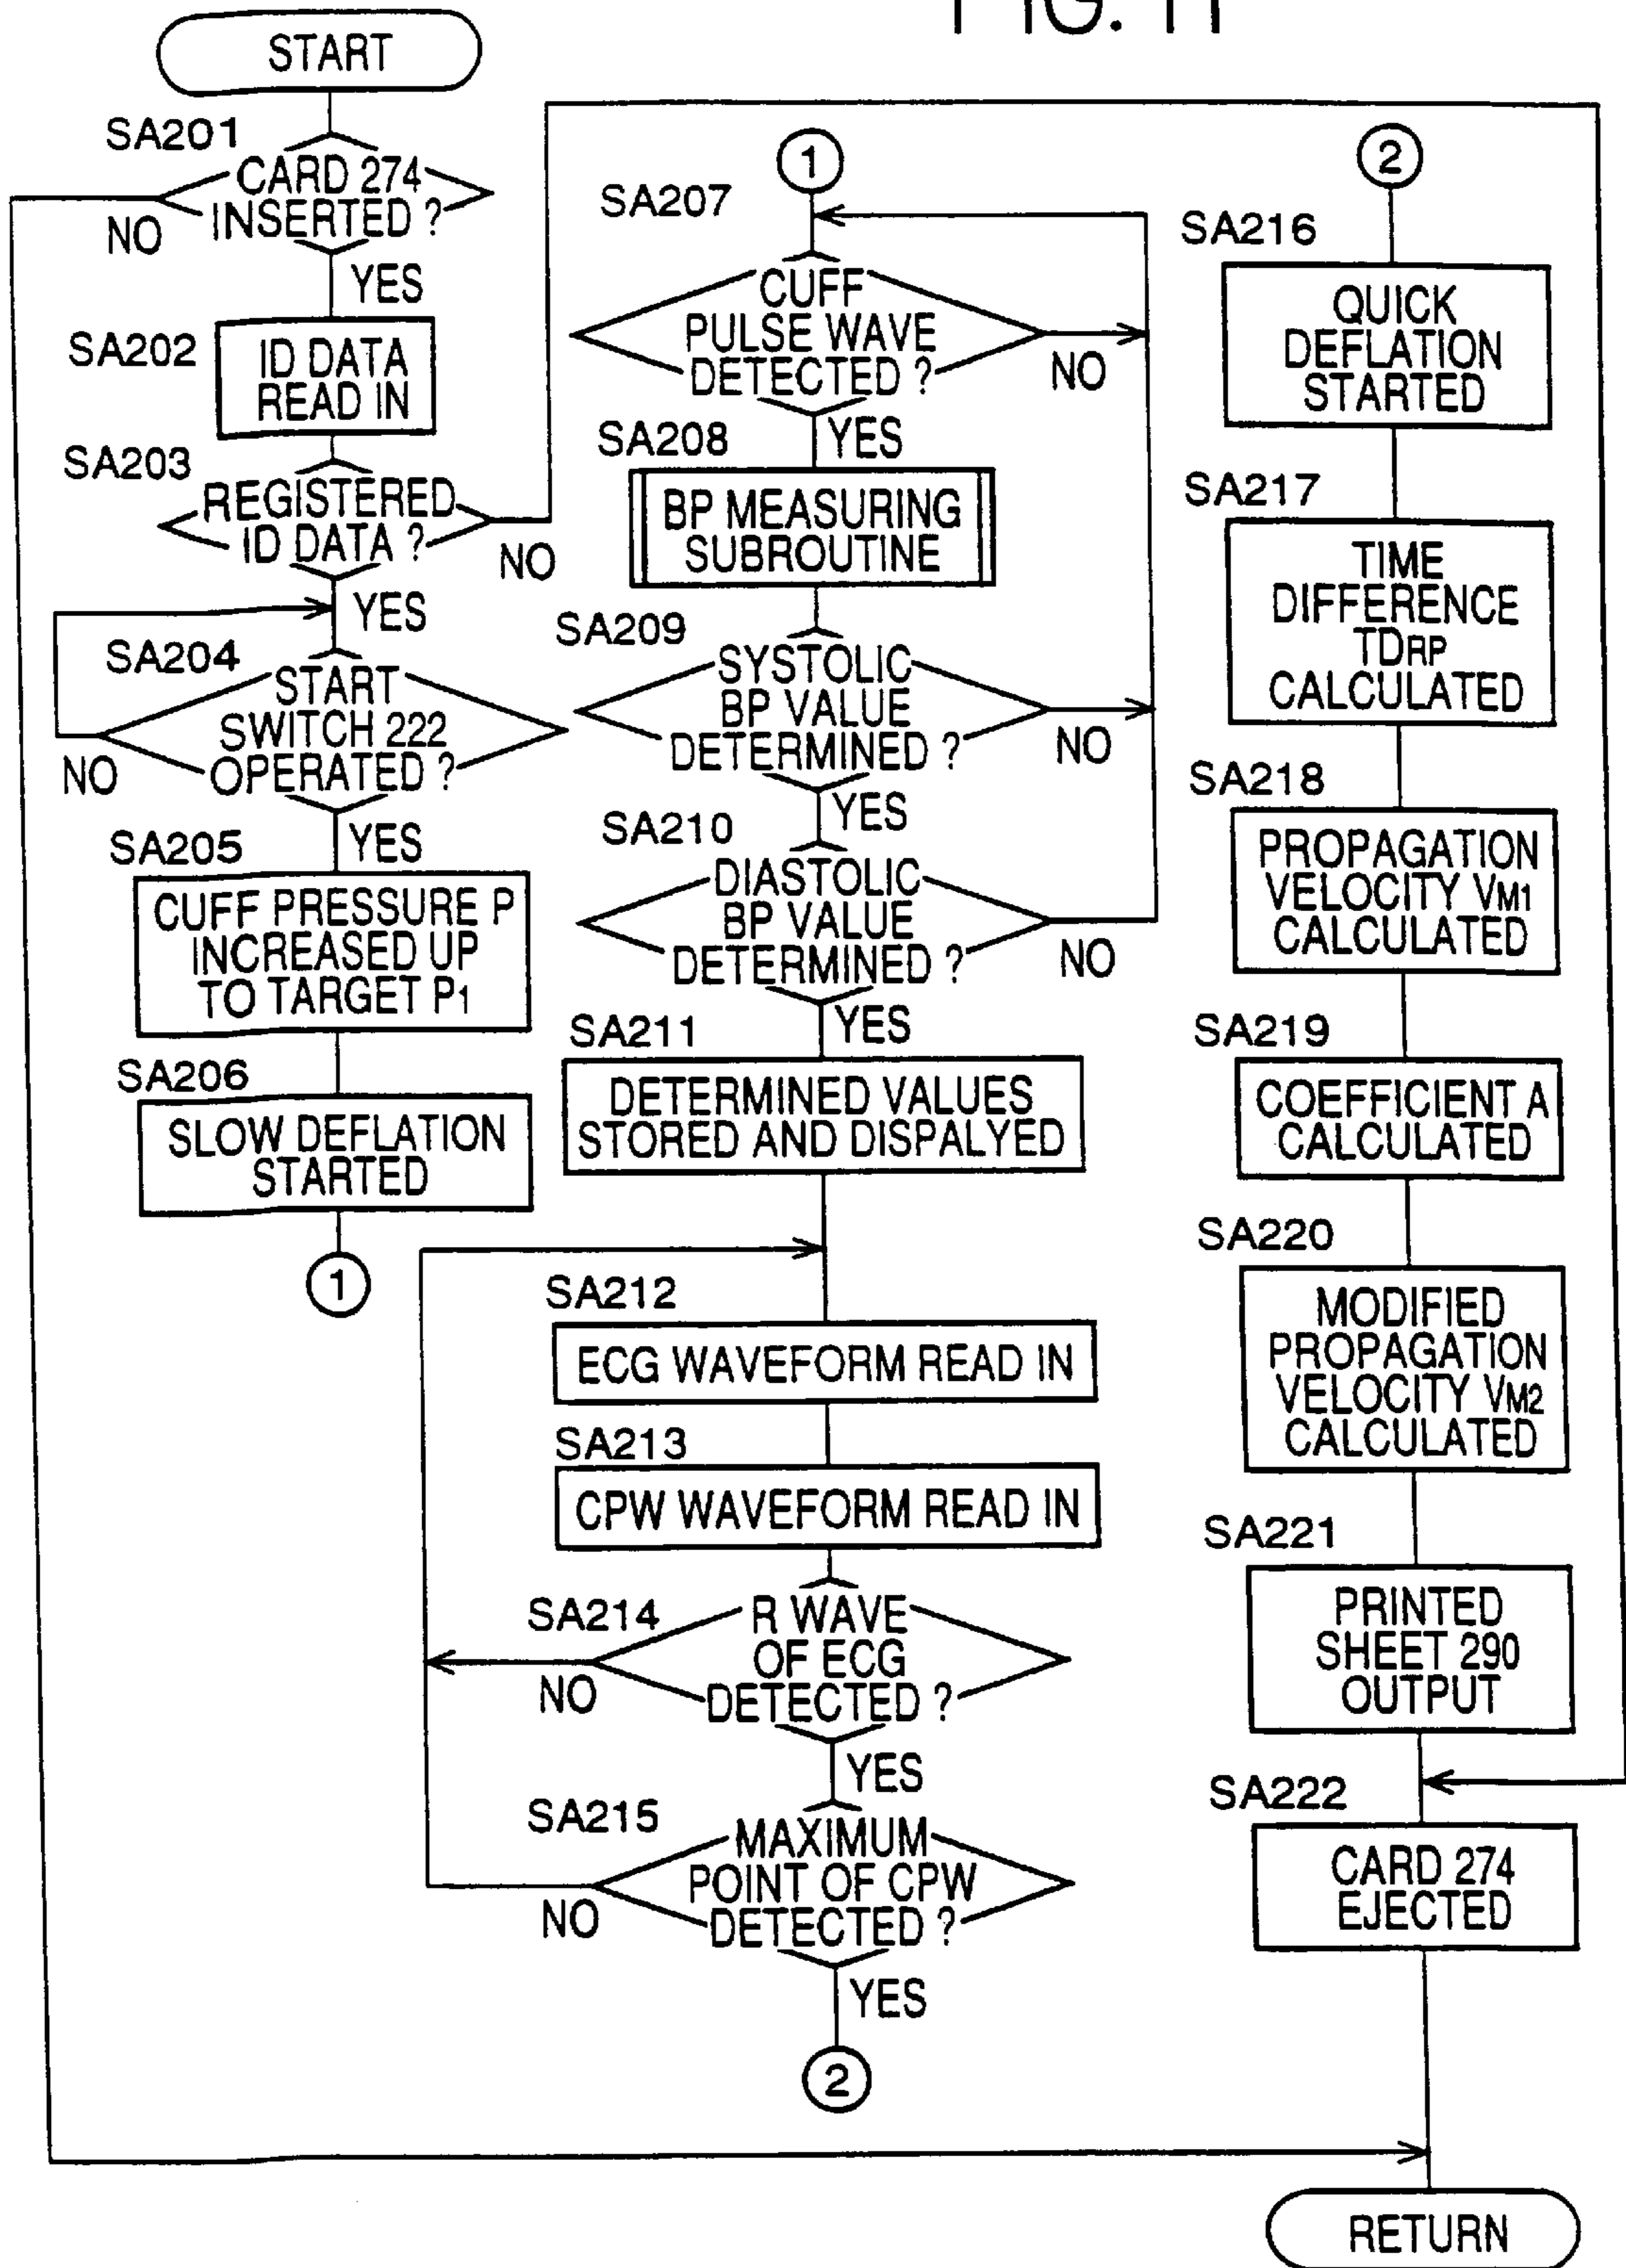 FIG. 11
START
SA201
CARD 274
INSERTED ?
NO
YES
SA202
ID DATA
READ IN
SA203
REGISTERED
ID DATA ?
NO
YES
SA204
START
SWITCH 222
OPERATED ?
NO
YES
SA205
CUFF PRESSURE P
INCREASED UP
TO TARGET P1
SA206
SLOW DEFLATION
STARTED
1
1
SA207
CUFF
PULSE WAVE
DETECTED ?
NO
YES
SA208
BP MEASURING
SUBROUTINE
SA209
SYSTOLIC
BP VALUE
DETERMINED ?
NO
YES
SA210
DIASTOLIC
BP VALUE
DETERMINED ?
NO
YES
SA211
DETERMINED VALUES
STORED AND DISPALYED
SA212
ECG WAVEFORM READ IN
SA213
CPW WAVEFORM READ IN
SA214
R WAVE
OF ECG
DETECTED ?
NO
YES
SA215
MAXIMUM
POINT OF CPW
DETECTED ?
NO
YES
2
2
SA216
QUICK
DEFLATION
STARTED
SA217
TIME
DIFFERENCE
TDRP
CALCULATED
SA218
PROPAGATION
VELOCITY VM1
CALCULATED
SA219
COEFFICIENT A
CALCULATED
SA220
MODIFIED
PROPAGATION
VELOCITY VM2
CALCULATED
SA221
PRINTED
SHEET 290
OUTPUT
SA222
CARD 274
EJECTED
RETURN